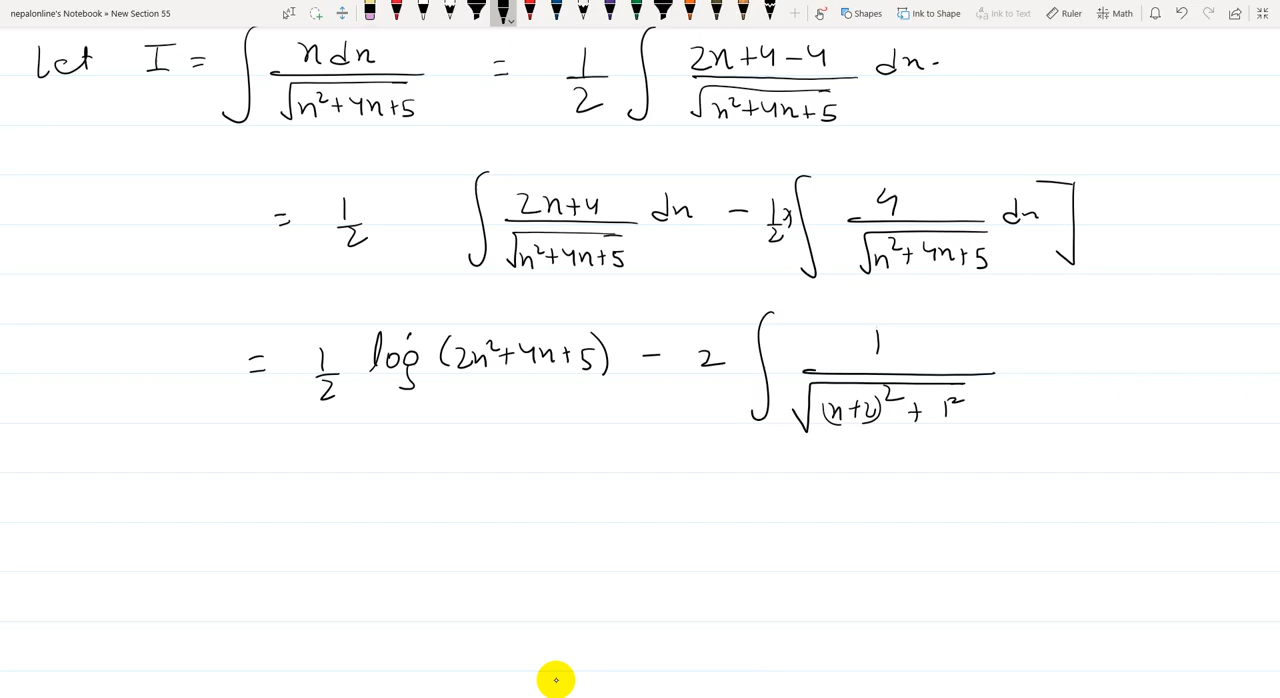 nepalonline's Notebook » New Section 55
Shapes Ink to Shape Ink to Text Ruler Math
Let I = ∫ x dx / √(x² + 4x + 5) = 1/2 ∫ (2x + 4 - 4) / √(x² + 4x + 5) dx.
= 1/2 ∫ (2x + 4) / √(x² + 4x + 5) dx - 1/2 × ∫ 4 / √(x² + 4x + 5) dx ]
= 1/2 log (2x² + 4x + 5) - 2 ∫ 1 / √((x + 2)² + 1²)